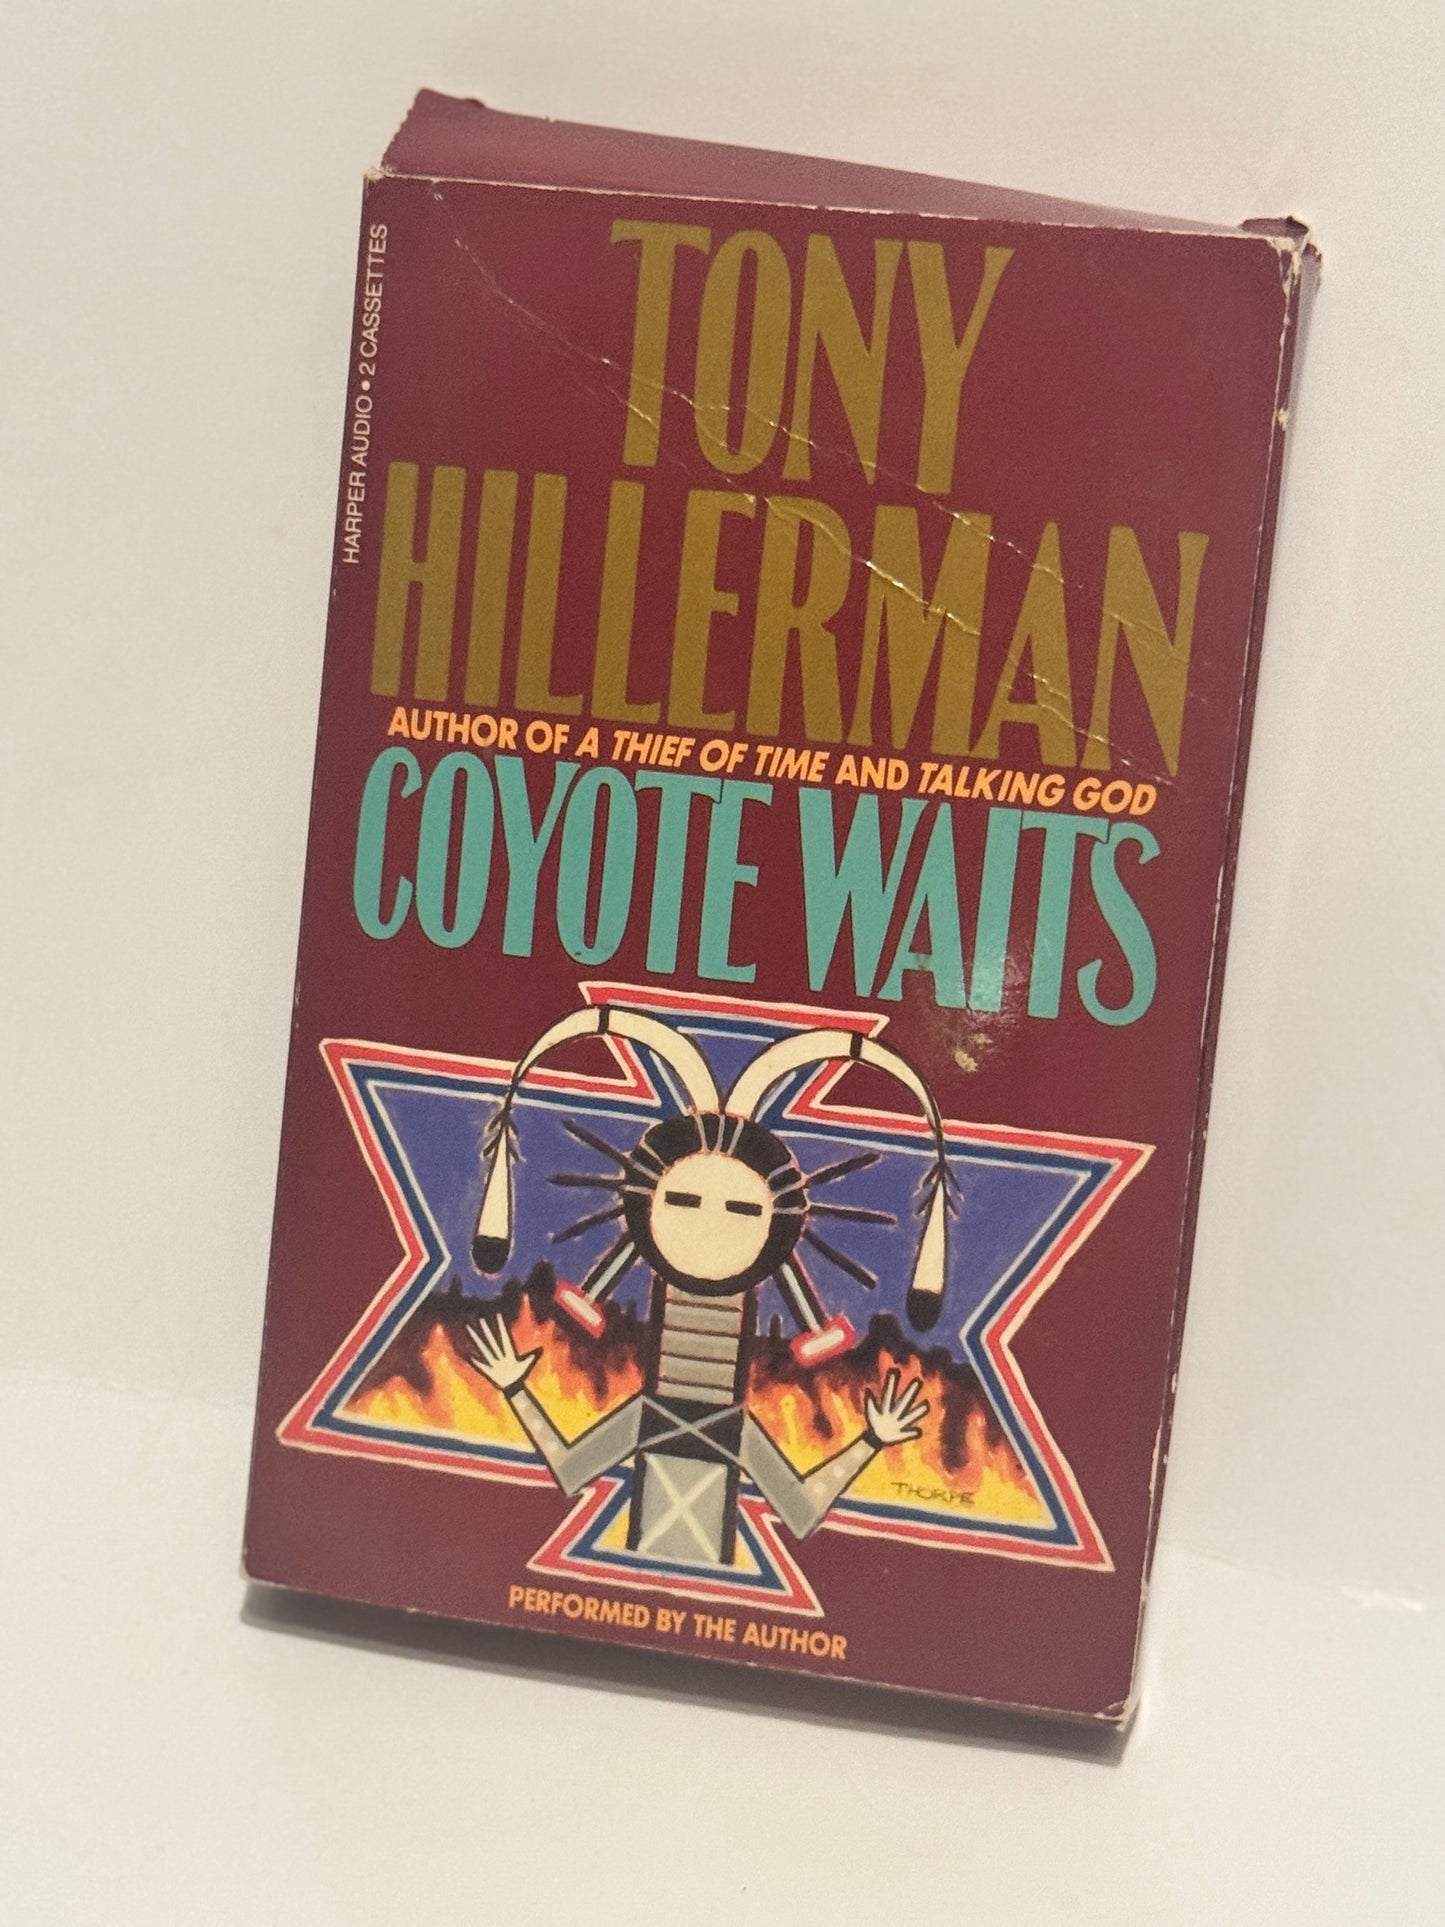 HARPER AUDIO • 2 CASSETTES
TONY
HILLERMAN
AUTHOR OF A THIEF OF TIME AND TALKING GOD
COYOTE WAITS
THORPE
PERFORMED BY THE AUTHOR